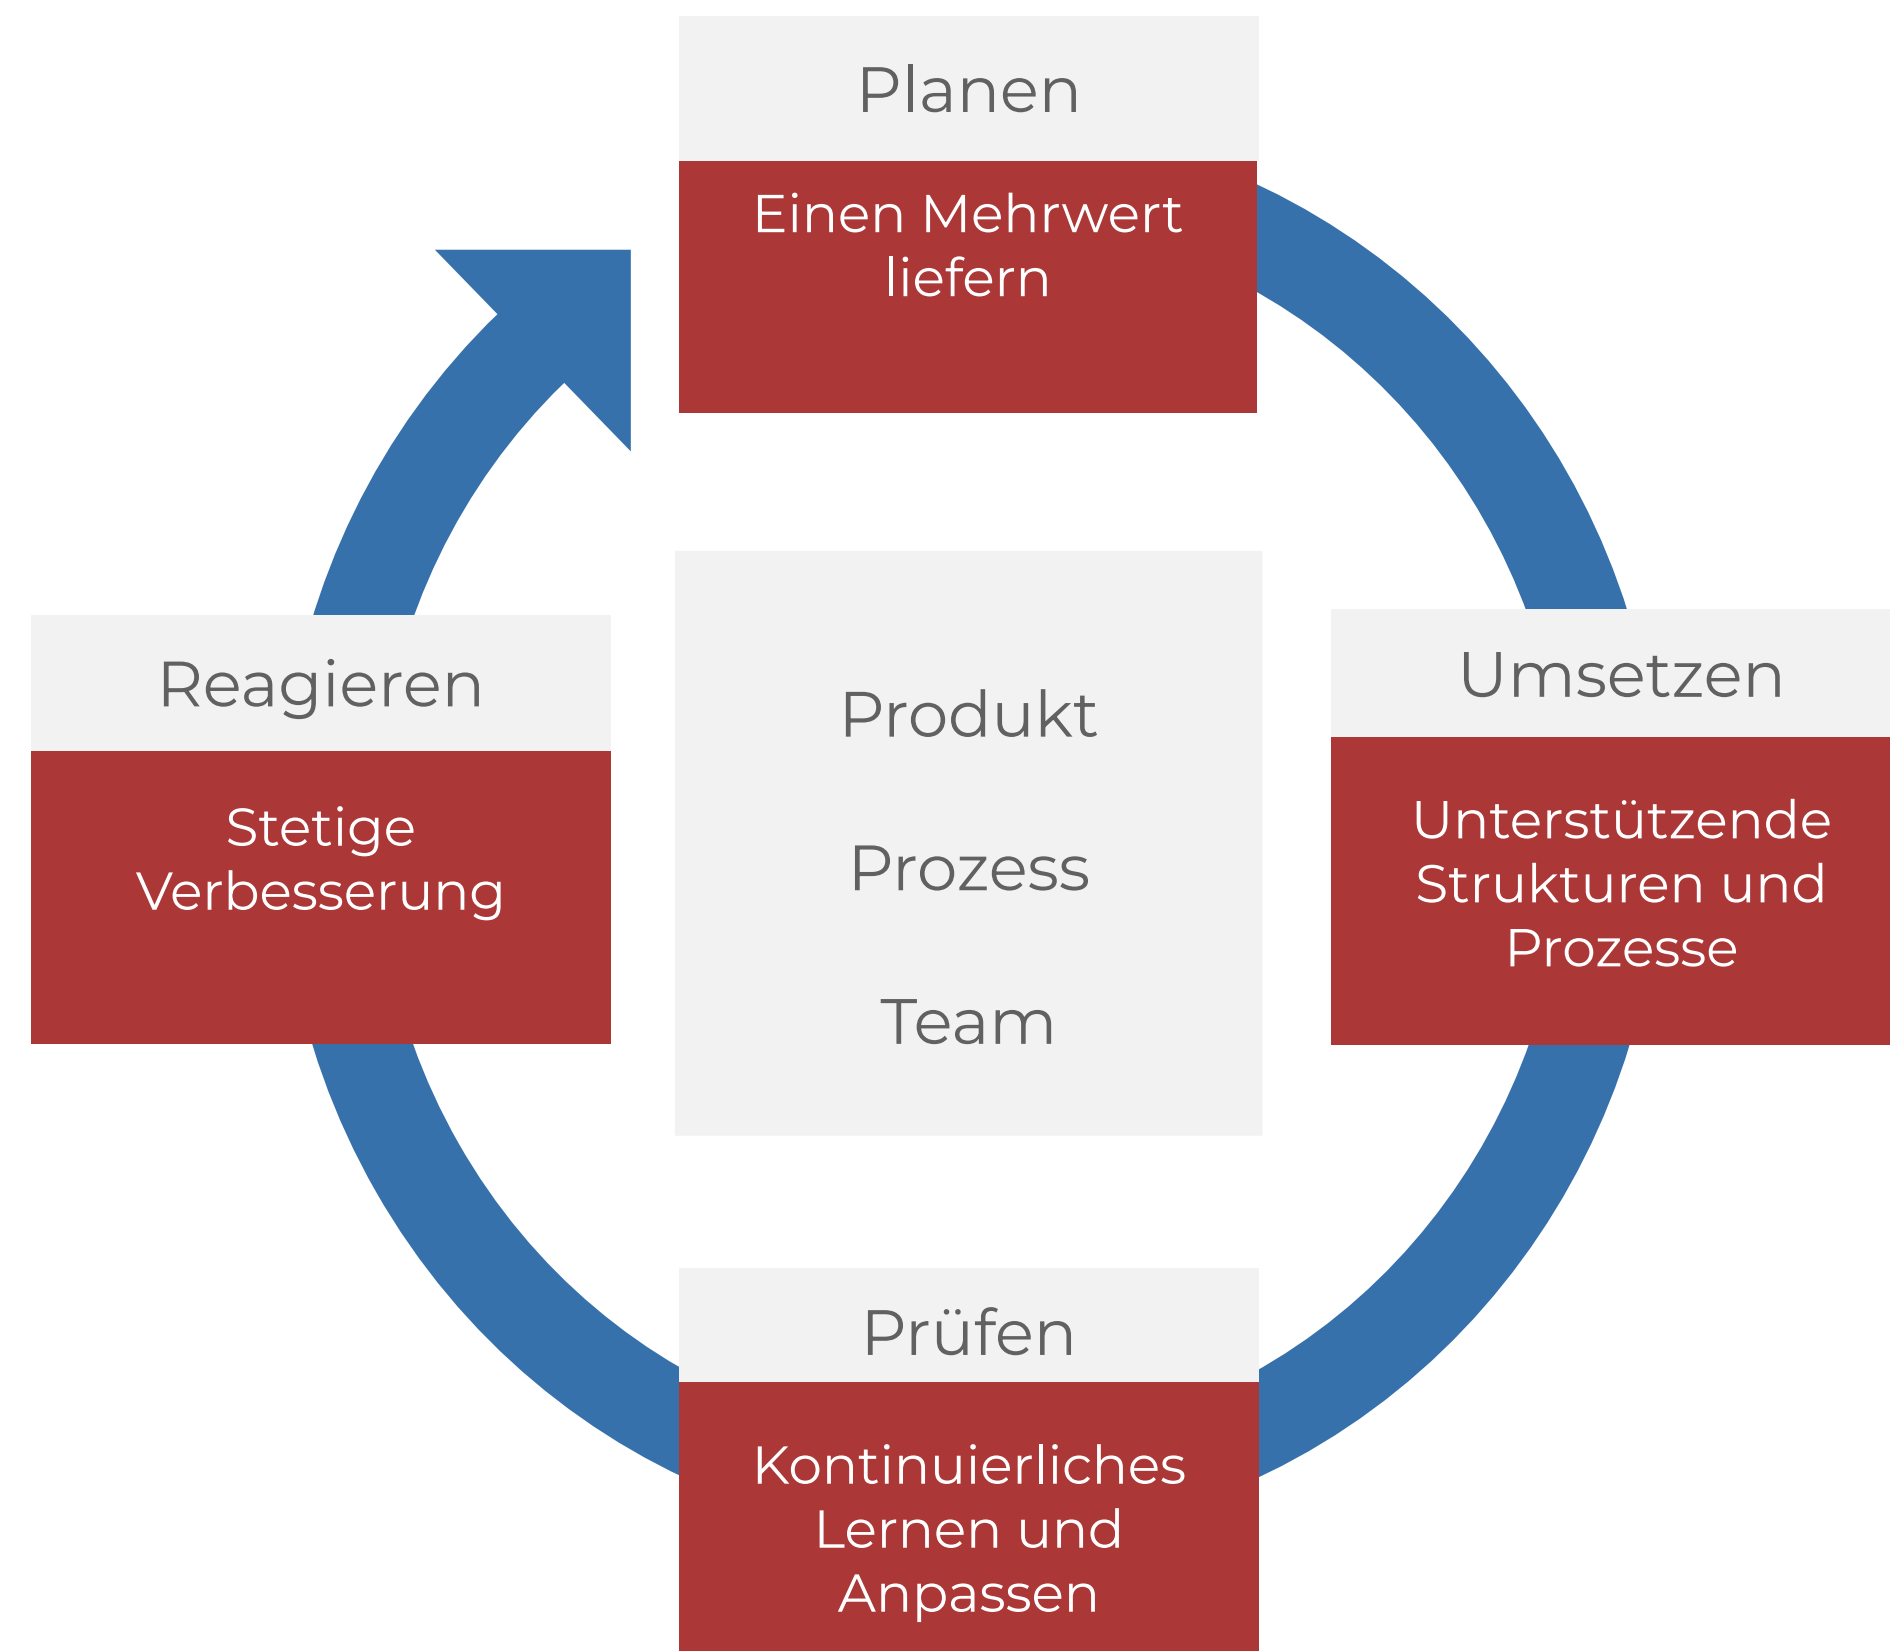 Planen
Einen Mehrwert
liefern
Reagieren
Stetige
Verbesserung
Produkt
Prozess
Team
Umsetzen
Unterstützende
Strukturen und
Prozesse
Prüfen
Kontinuierliches
Lernen und
Anpassen